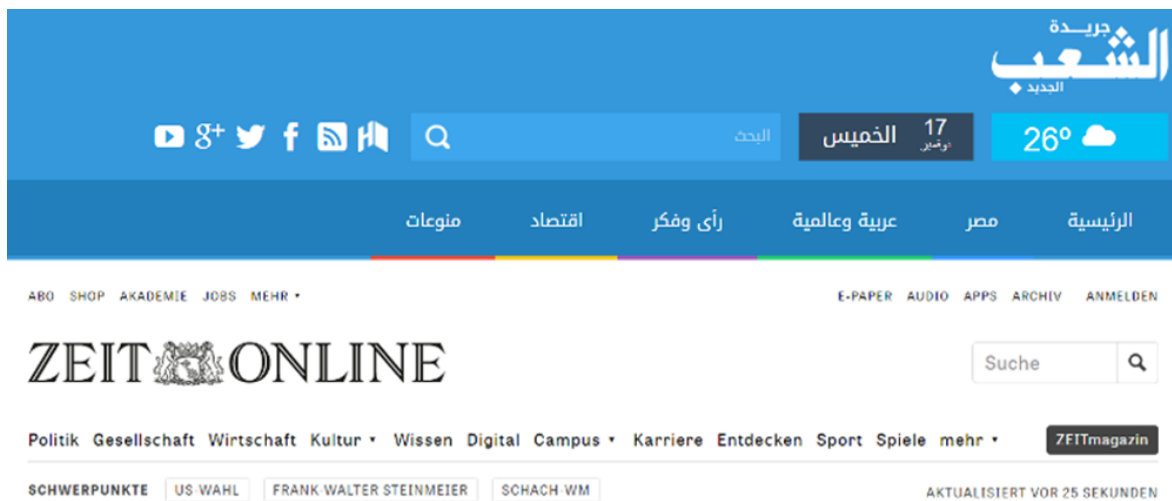 جريدة
الشعب
الجديد
26º
17
نوفمبر
الخميس
البحث
الرئيسية مصر عربية وعالمية رأى وفكر اقتصاد منوعات
ABO SHOP AKADEMIE JOBS MEHR
E-PAPER AUDIO APPS ARCHIV ANMELDEN
ZEIT ONLINE
Suche
Politik Gesellschaft Wirtschaft Kultur Wissen Digital Campus Karriere Entdecken Sport Spiele mehr ZEITmagazin
SCHWERPUNKTE US-WAHL FRANK-WALTER STEINMEIER SCHACH-WM
AKTUALISIERT VOR 25 SEKUNDEN